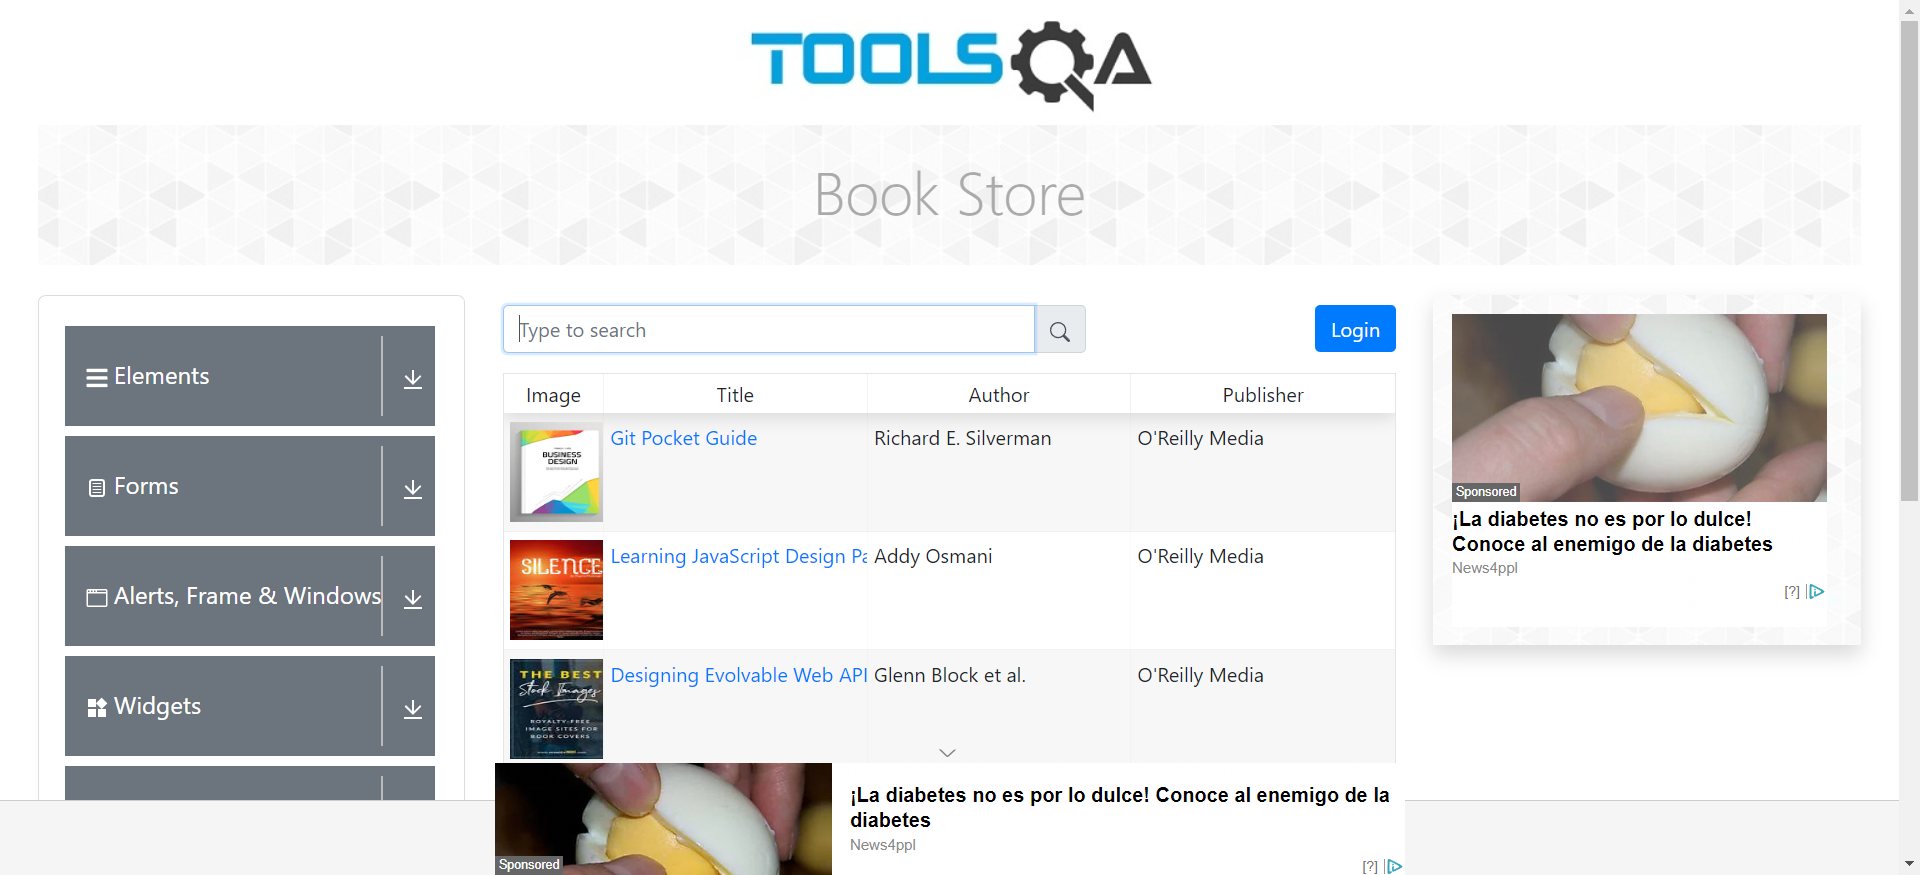 TOOLSQA
Book Store
Elements
Forms
Alerts, Frame & Windows
Widgets
Type to search
Login
Image Title Author Publisher
BUSINESS
DESIGN
Git Pocket Guide Richard E. Silverman O'Reilly Media
SILENCE
Learning JavaScript Design Pa Addy Osmani O'Reilly Media
THE BEST
Stock Images
ROYALTY-FREE
IMAGE SITES FOR
BOOK COVERS
Designing Evolvable Web API Glenn Block et al. O'Reilly Media
Sponsored
¡La diabetes no es por lo dulce!
Conoce al enemigo de la diabetes
News4ppl
[?]
Sponsored
¡La diabetes no es por lo dulce! Conoce al enemigo de la
diabetes
News4ppl
[?]